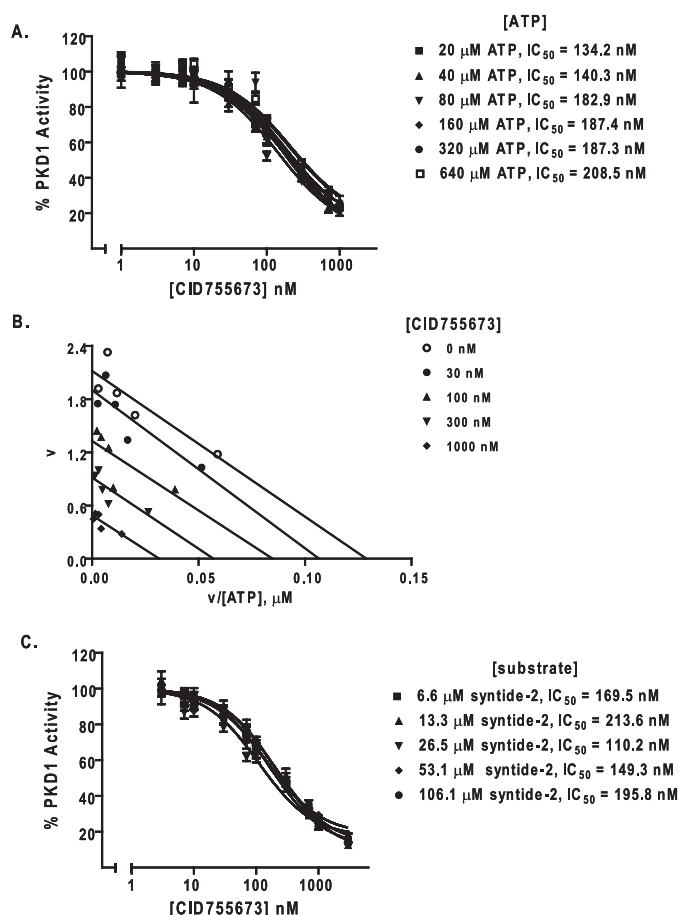 A.
[ATP]
120
100
80
60
40
20
% PKD1 Activity
1 10 100 1000
[CID755673] nM
20 μM ATP, IC50 = 134.2 nM
40 μM ATP, IC50 = 140.3 nM
80 μM ATP, IC50 = 182.9 nM
160 μM ATP, IC50 = 187.4 nM
320 μM ATP, IC50 = 187.3 nM
640 μM ATP, IC50 = 208.5 nM
B.
[CID755673]
2.4
1.8
1.2
0.6
0.0
v
0.00 0.05 0.10 0.15
v/[ATP], μM
0 nM
30 nM
100 nM
300 nM
1000 nM
C.
[substrate]
120
100
80
60
40
20
% PKD1 Activity
1 10 100 1000
[CID755673] nM
6.6 μM syntide-2, IC50 = 169.5 nM
13.3 μM syntide-2, IC50 = 213.6 nM
26.5 μM syntide-2, IC50 = 110.2 nM
53.1 μM syntide-2, IC50 = 149.3 nM
106.1 μM syntide-2, IC50 = 195.8 nM